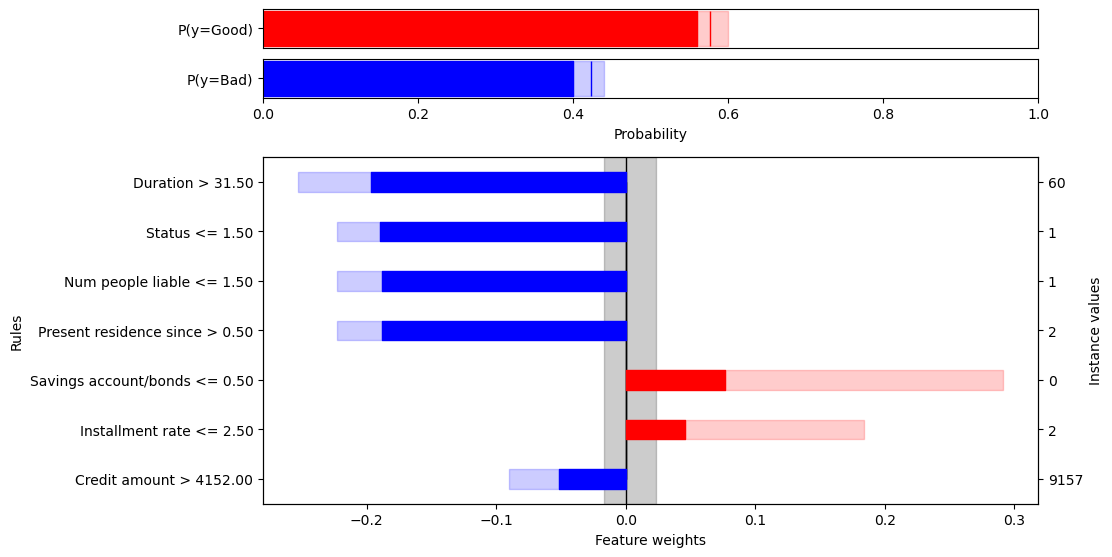 P(y=Good)
P(y=Bad)
0.0 0.2 0.4 0.6 0.8 1.0
Probability
Rules
Duration > 31.50 60
Status <= 1.50 1
Num people liable <= 1.50 1
Present residence since > 0.50 2
Savings account/bonds <= 0.50 0
Installment rate <= 2.50 2
Credit amount > 4152.00 9157
Instance values
−0.2 −0.1 0.0 0.1 0.2 0.3
Feature weights